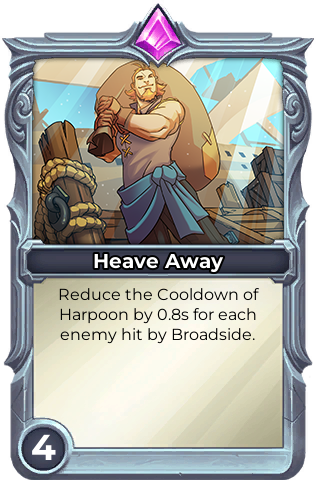 Heave Away
Reduce the Cooldown of
Harpoon by 0.8s for each
enemy hit by Broadside.
4